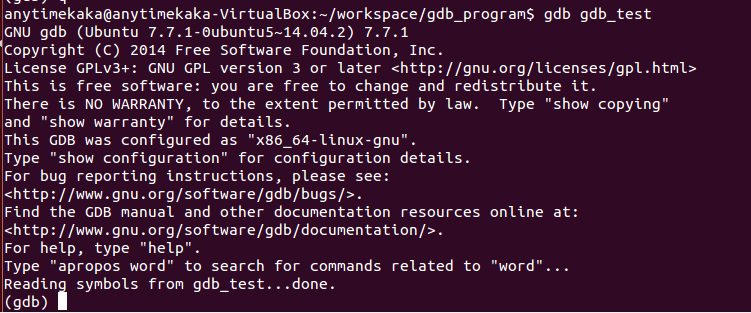 anytimekaka@anytimekaka-VirtualBox:~/workspace/gdb_program$ gdb gdb_test
GNU gdb (Ubuntu 7.7.1-0ubuntu5~14.04.2) 7.7.1
Copyright (C) 2014 Free Software Foundation, Inc.
License GPLv3+: GNU GPL version 3 or later <http://gnu.org/licenses/gpl.html>
This is free software: you are free to change and redistribute it.
There is NO WARRANTY, to the extent permitted by law.  Type "show copying"
and "show warranty" for details.
This GDB was configured as "x86_64-linux-gnu".
Type "show configuration" for configuration details.
For bug reporting instructions, please see:
<http://www.gnu.org/software/gdb/bugs/>.
Find the GDB manual and other documentation resources online at:
<http://www.gnu.org/software/gdb/documentation/>.
For help, type "help".
Type "apropos word" to search for commands related to "word"...
Reading symbols from gdb_test...done.
(gdb)